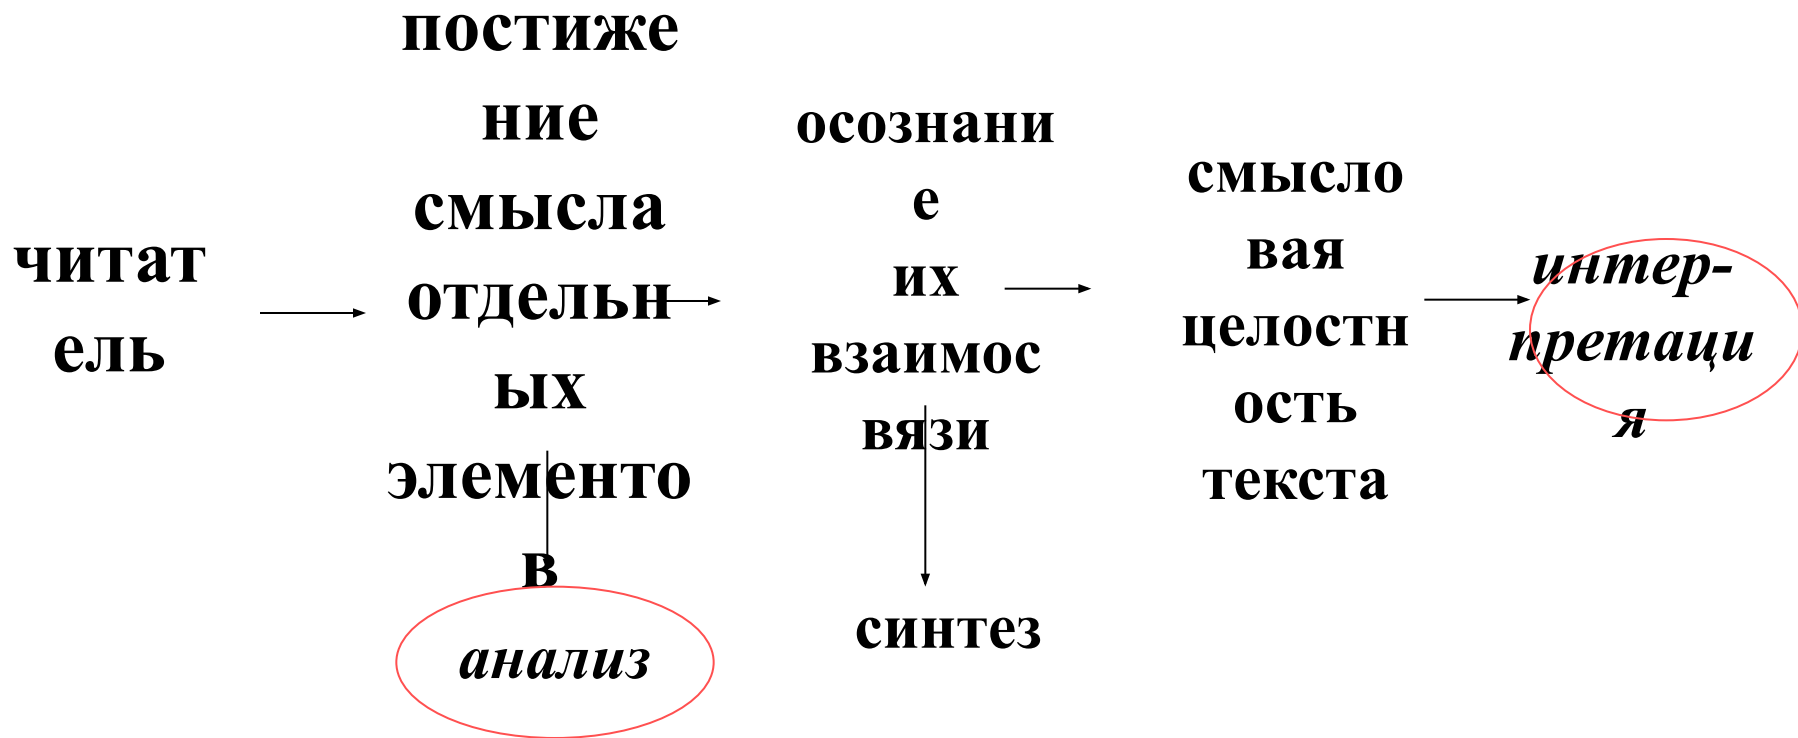 читат
ель
постиже
ние
смысла
отдельн
ых
элементо
в
анализ
осознани
е
их
взаимос
вязи
синтез
смысло
вая
целостн
ость
текста
интер-
претаци
я